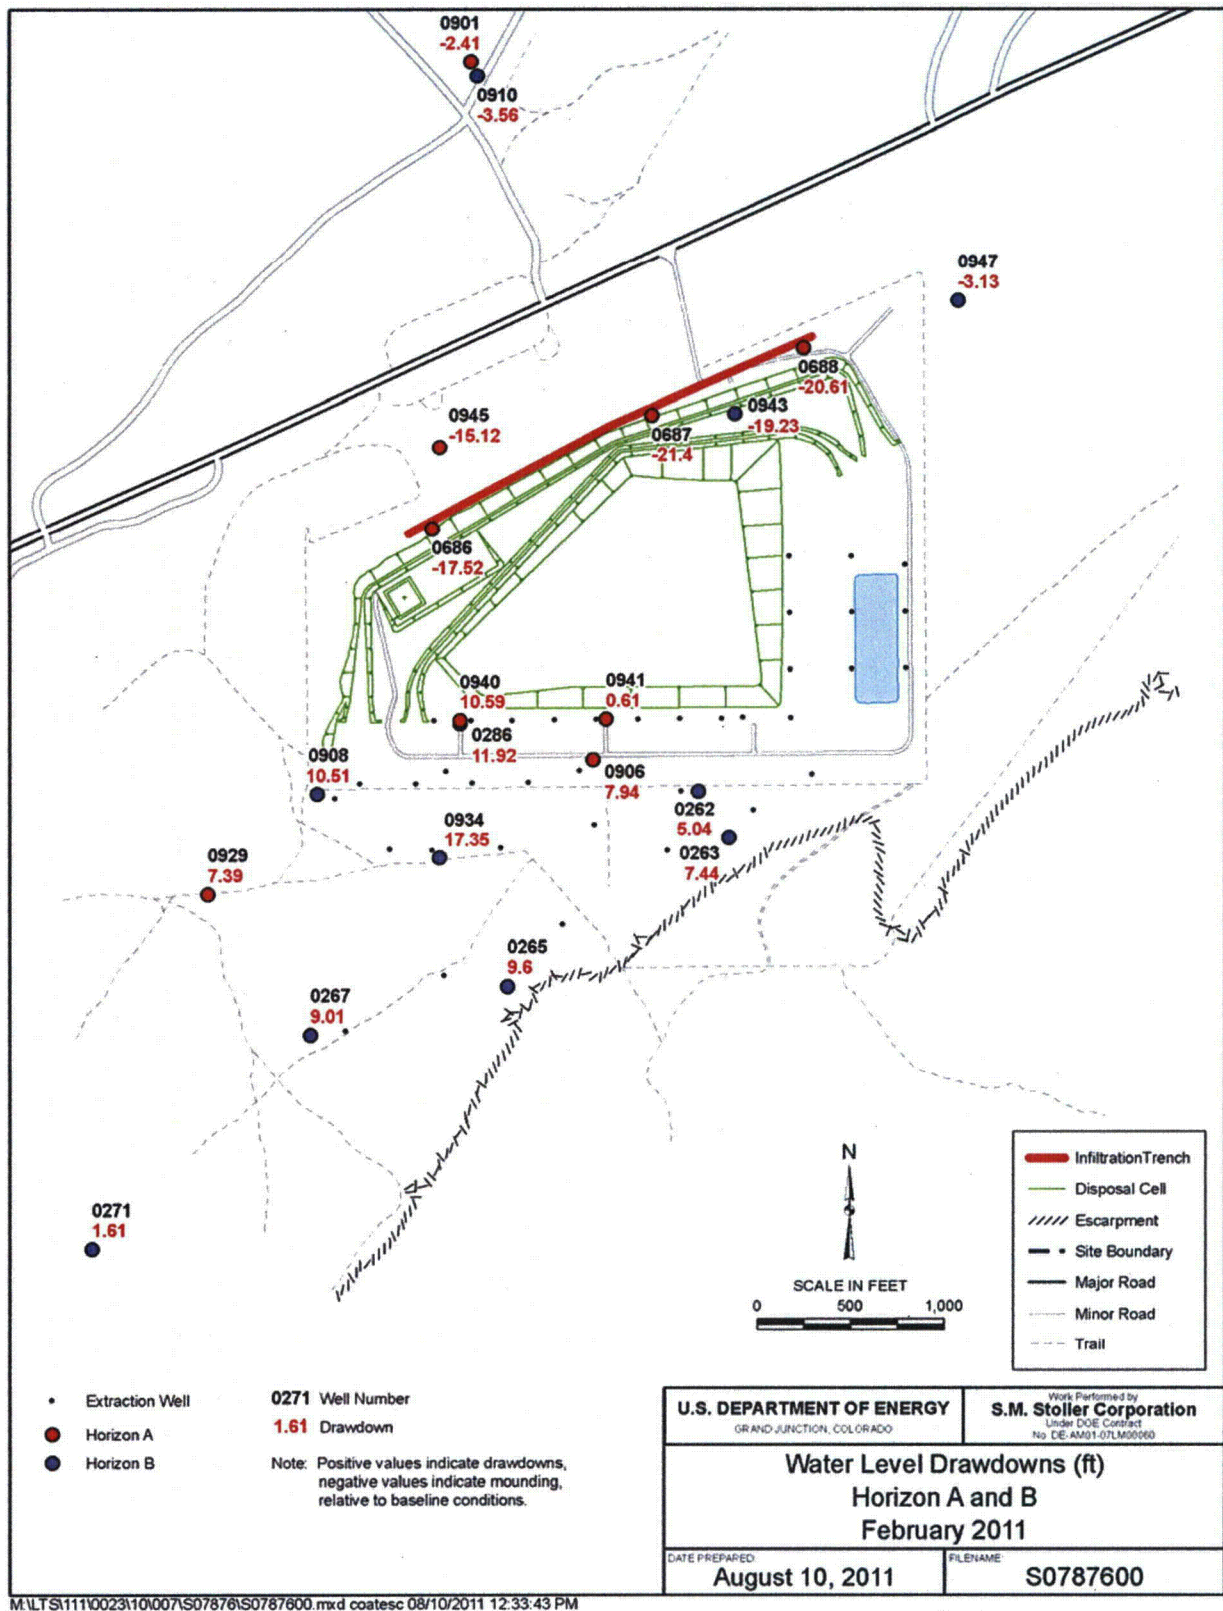 0901
-2.41
0910
-3.56
0947
-3.13
0688
-20.61
0945
-15.12
0943
-19.23
0687
-21.4
0686
-17.52
0940
10.59
0941
0.61
0286
11.92
0908
10.51
0906
7.94
0262
5.04
0934
17.35
0263
7.44
0929
7.39
0265
9.6
0267
9.01
0271
1.61
N
SCALE IN FEET
0 500 1,000
InfiltrationTrench
Disposal Cell
Escarpment
Site Boundary
Major Road
Minor Road
Trail
Extraction Well
Horizon A
Horizon B
0271 Well Number
1.61 Drawdown
Note: Positive values indicate drawdowns,
negative values indicate mounding,
relative to baseline conditions.
U.S. DEPARTMENT OF ENERGY
GRAND JUNCTION, COLORADO
Work Performed by
S.M. Stoller Corporation
Under DOE Contract
No. DE-AM01-07LM00060
Water Level Drawdowns (ft)
Horizon A and B
February 2011
DATE PREPARED:
August 10, 2011
FILENAME:
S0787600
M:\LTS\111\0023\10\007\S07876\S0787600.mxd coatesc 08/10/2011 12:33:43 PM